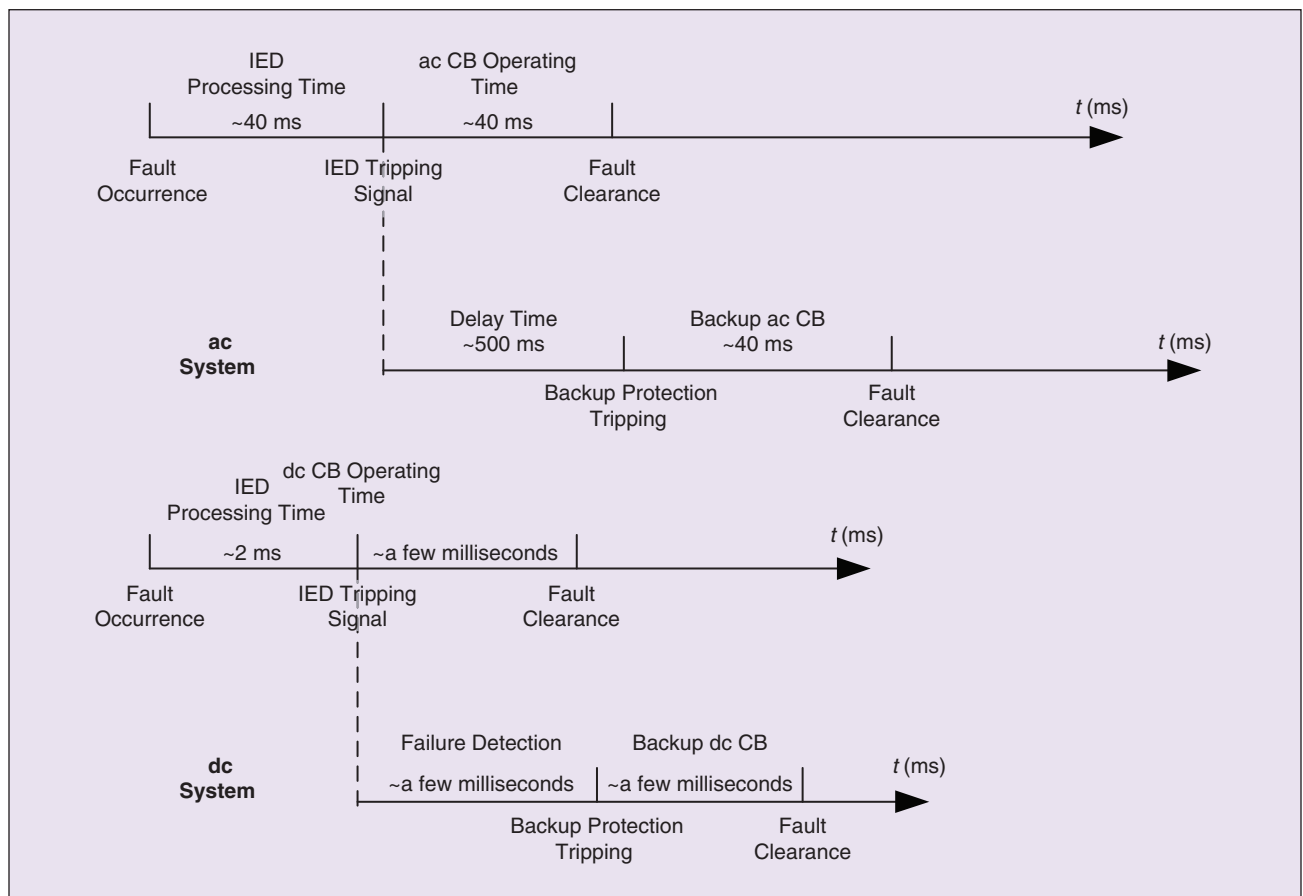 IED
Processing Time
ac CB Operating
Time
~40 ms
~40 ms
t (ms)
Fault
Occurrence
IED Tripping
Signal
Fault
Clearance
ac
System
Delay Time
~500 ms
Backup ac CB
~40 ms
t (ms)
Backup Protection
Tripping
Fault
Clearance
IED
Processing Time
dc CB Operating
Time
~2 ms
~a few milliseconds
t (ms)
Fault
Occurrence
IED Tripping
Signal
Fault
Clearance
dc
System
Failure Detection
~a few milliseconds
Backup dc CB
~a few milliseconds
t (ms)
Backup Protection
Tripping
Fault
Clearance